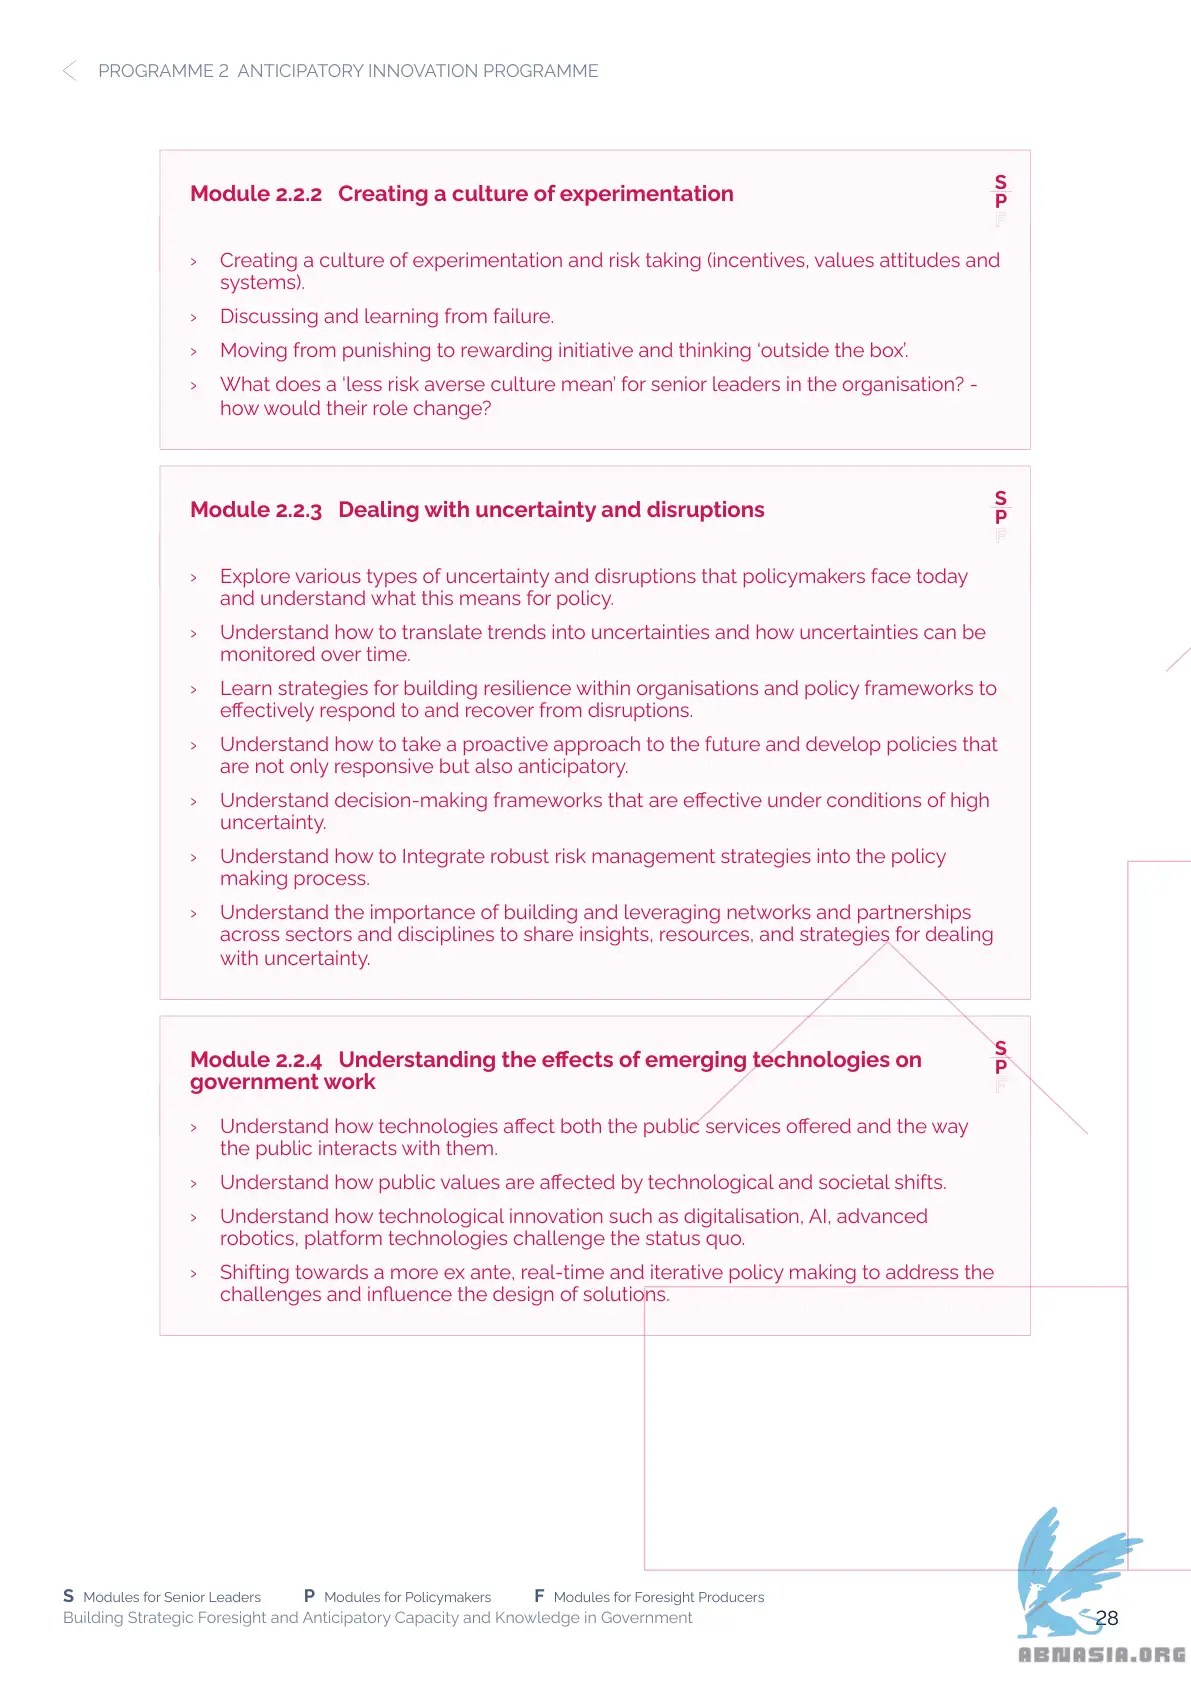 PROGRAMME 2 ANTICIPATORY INNOVATION PROGRAMME
Module 2.2.2 Creating a culture of experimentation
S
P
F
› Creating a culture of experimentation and risk taking (incentives, values attitudes and
systems).
› Discussing and learning from failure.
› Moving from punishing to rewarding initiative and thinking ‘outside the box’.
› What does a ‘less risk averse culture mean’ for senior leaders in the organisation? -
how would their role change?
Module 2.2.3 Dealing with uncertainty and disruptions
S
P
F
› Explore various types of uncertainty and disruptions that policymakers face today
and understand what this means for policy.
› Understand how to translate trends into uncertainties and how uncertainties can be
monitored over time.
› Learn strategies for building resilience within organisations and policy frameworks to
effectively respond to and recover from disruptions.
› Understand how to take a proactive approach to the future and develop policies that
are not only responsive but also anticipatory.
› Understand decision-making frameworks that are effective under conditions of high
uncertainty.
› Understand how to Integrate robust risk management strategies into the policy
making process.
› Understand the importance of building and leveraging networks and partnerships
across sectors and disciplines to share insights, resources, and strategies for dealing
with uncertainty.
Module 2.2.4 Understanding the effects of emerging technologies on
government work
S
P
F
› Understand how technologies affect both the public services offered and the way
the public interacts with them.
› Understand how public values are affected by technological and societal shifts.
› Understand how technological innovation such as digitalisation, AI, advanced
robotics, platform technologies challenge the status quo.
› Shifting towards a more ex ante, real-time and iterative policy making to address the
challenges and influence the design of solutions.
S Modules for Senior Leaders P Modules for Policymakers F Modules for Foresight Producers
Building Strategic Foresight and Anticipatory Capacity and Knowledge in Government
28
ABNASIA.ORG